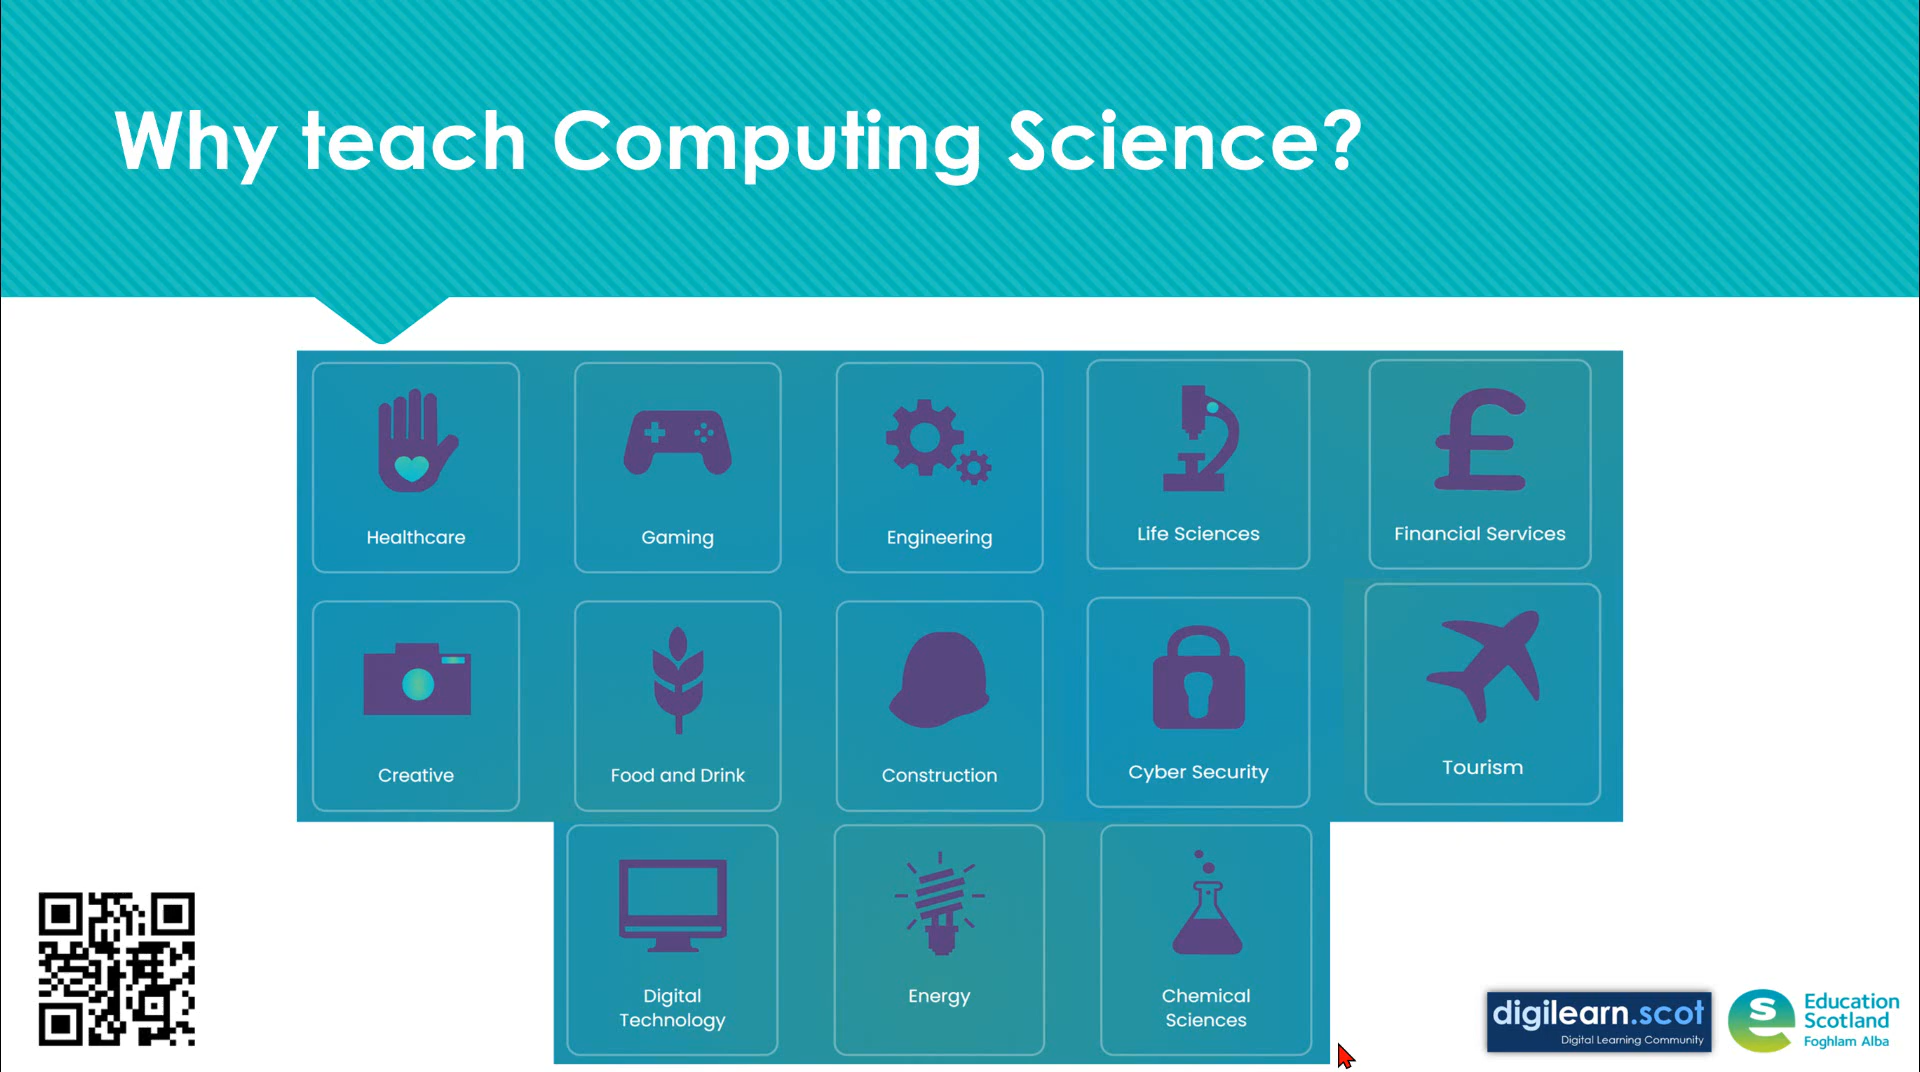 Why teach Computing Science?
Healthcare
Gaming
Engineering
Life Sciences
Financial Services
Creative
Food and Drink
Construction
Cyber Security
Tourism
Digital
Technology
Energy
Chemical
Sciences
digilearn.scot
Digital Learning Community
Education
Scotland
Foghlam Alba